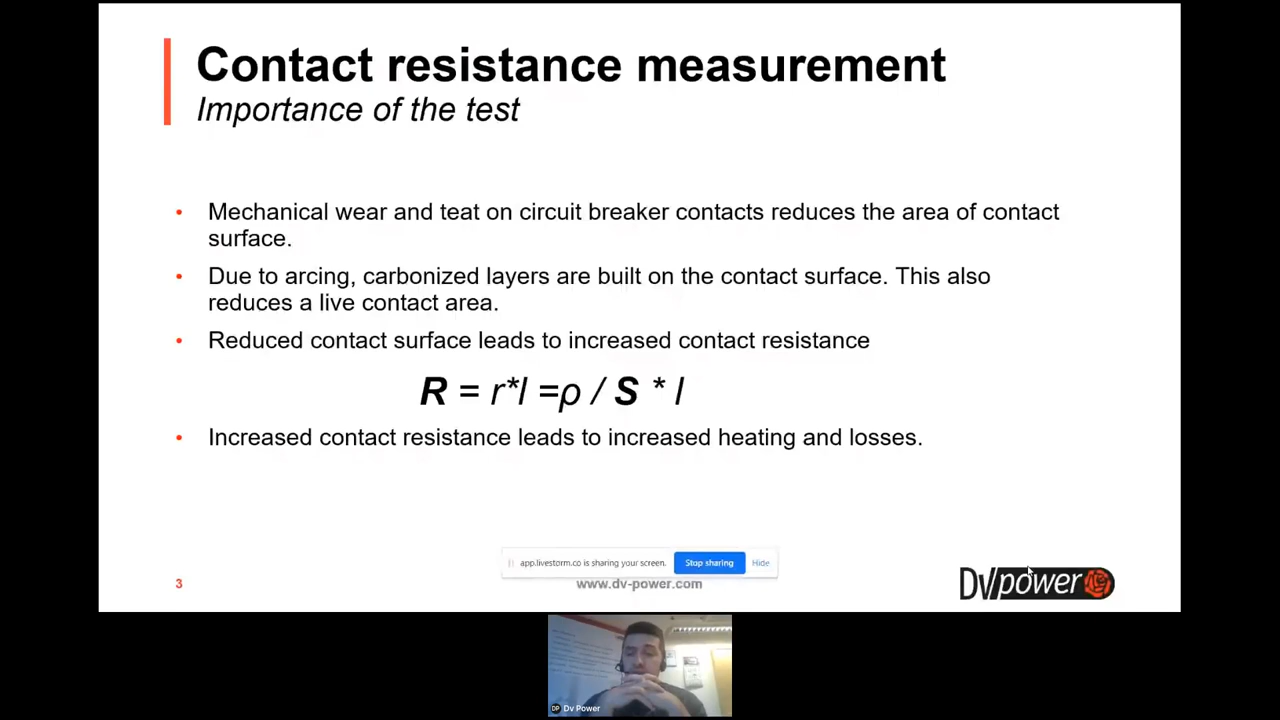 Contact resistance measurement
Importance of the test
• Mechanical wear and teat on circuit breaker contacts reduces the area of contact
surface.
• Due to arcing, carbonized layers are built on the contact surface. This also
reduces a live contact area.
• Reduced contact surface leads to increased contact resistance
R = r*l =ρ / S * l
• Increased contact resistance leads to increased heating and losses.
app.livestorm.co is sharing your screen. Stop sharing Hide
3 www.dv-power.com DV/power
DP Dv Power